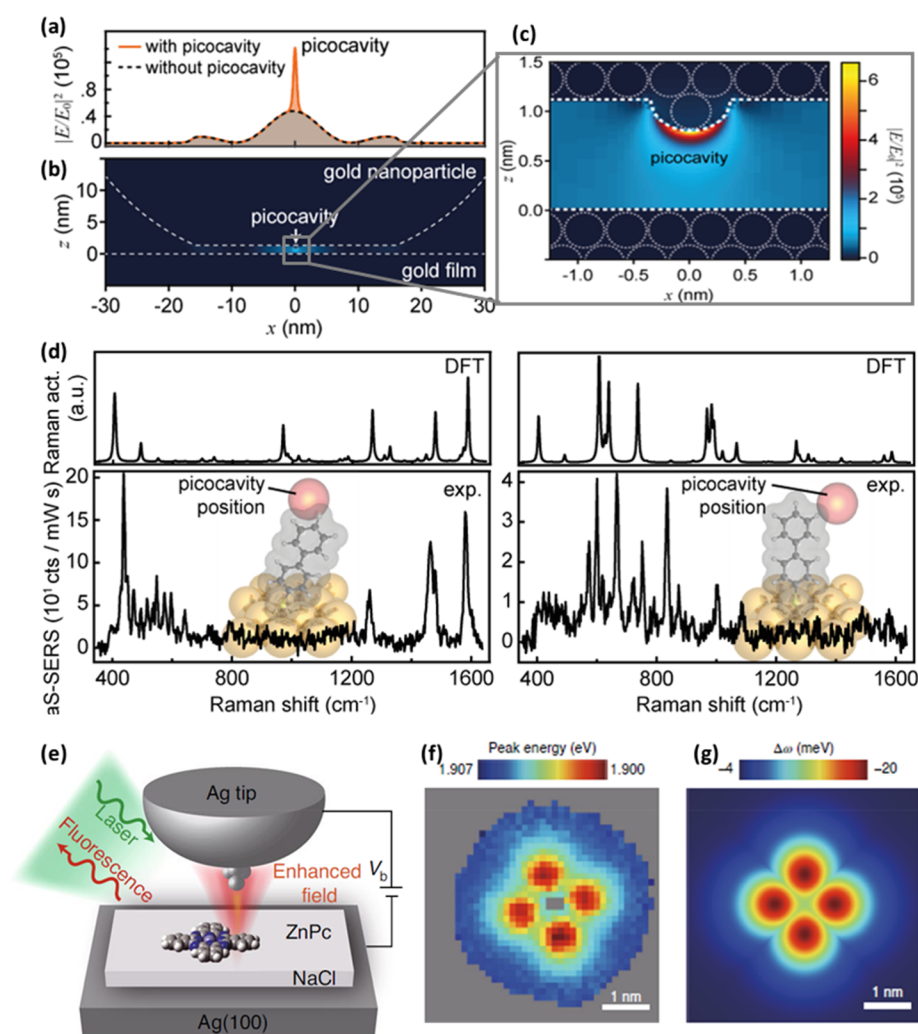 (a)
with picocavity
without picocavity
picocavity
|E/E₀|² (10⁵)
8
4
0
(b)
gold nanoparticle
picocavity
gold film
z (nm)
10
5
0
-30 -20 -10 0 10 20 30
x (nm)
(c)
1.5
1.0
0.5
0.0
z (nm)
picocavity
-1.0 -0.5 0.0 0.5 1.0
x (nm)
6
4
2
0
(d)
DFT
DFT
aS-SERS (10¹ cts / mW s) Raman act. (a.u.)
20
15
10
5
0
picocavity
position
exp.
400 800 1200 1600
Raman shift (cm⁻¹)
4
3
2
1
0
picocavity
position
exp.
400 800 1200 1600
Raman shift (cm⁻¹)
(e)
Ag tip
Laser
Fluorescence
Enhanced
field
V_b
ZnPc
NaCl
Ag(100)
(f)
Peak energy (eV)
1.907 1.900
1 nm
(g)
Δω (meV)
–4 –20
1 nm